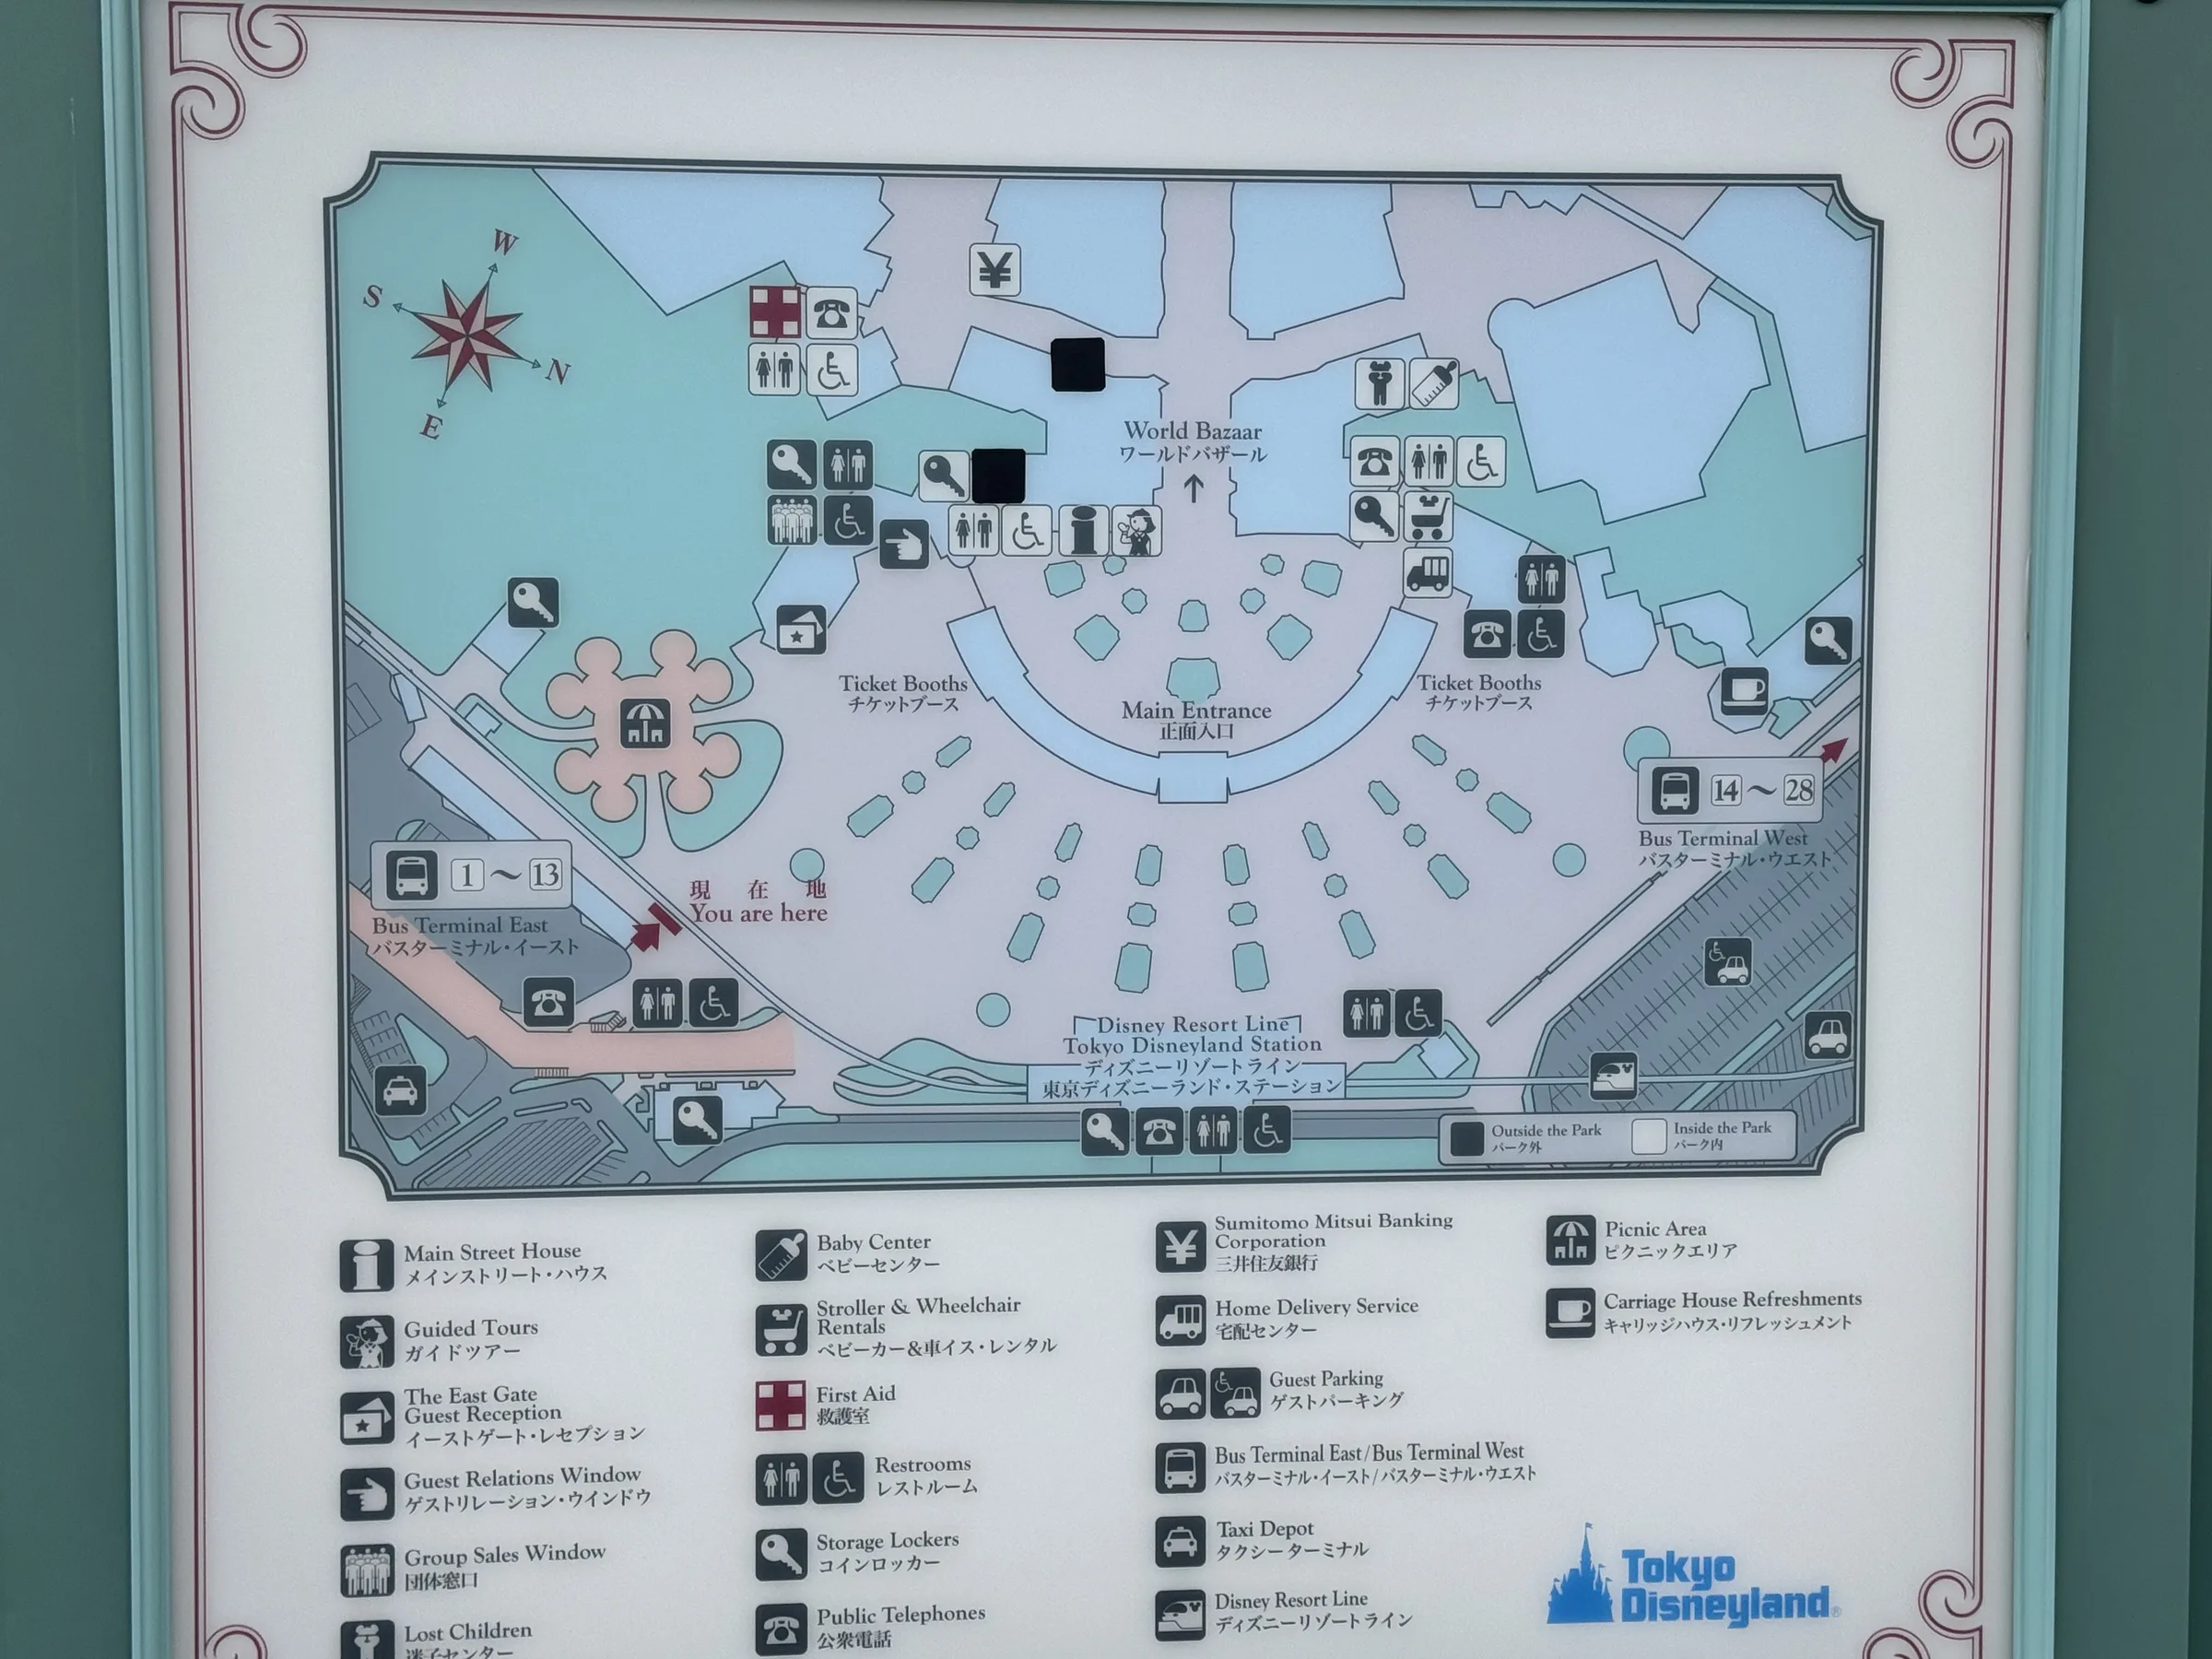 W
S
N
E
¥
World Bazaar
ワールドバザール
Ticket Booths
チケットブース
Main Entrance
正面入口
Ticket Booths
チケットブース
14～28
Bus Terminal West
バスターミナル・ウエスト
1～13
Bus Terminal East
バスターミナル・イースト
現在地
You are here
Disney Resort Line
Tokyo Disneyland Station
ディズニーリゾートライン
東京ディズニーランド・ステーション
Outside the Park
パーク外
Inside the Park
パーク内
Main Street House
メインストリート・ハウス
Guided Tours
ガイドツアー
The East Gate
Guest Reception
イーストゲート・レセプション
Guest Relations Window
ゲストリレーション・ウインドウ
Group Sales Window
団体窓口
Lost Children
迷子センター
Baby Center
ベビーセンター
Stroller & Wheelchair
Rentals
ベビーカー&車イス・レンタル
First Aid
救護室
Restrooms
レストルーム
Storage Lockers
コインロッカー
Public Telephones
公衆電話
¥
Sumitomo Mitsui Banking
Corporation
三井住友銀行
Home Delivery Service
宅配センター
Guest Parking
ゲストパーキング
Bus Terminal East/Bus Terminal West
バスターミナル・イースト/バスターミナル・ウエスト
Taxi Depot
タクシーターミナル
Disney Resort Line
ディズニーリゾートライン
Picnic Area
ピクニックエリア
Carriage House Refreshments
キャリッジハウス・リフレッシュメント
Tokyo
Disneyland®